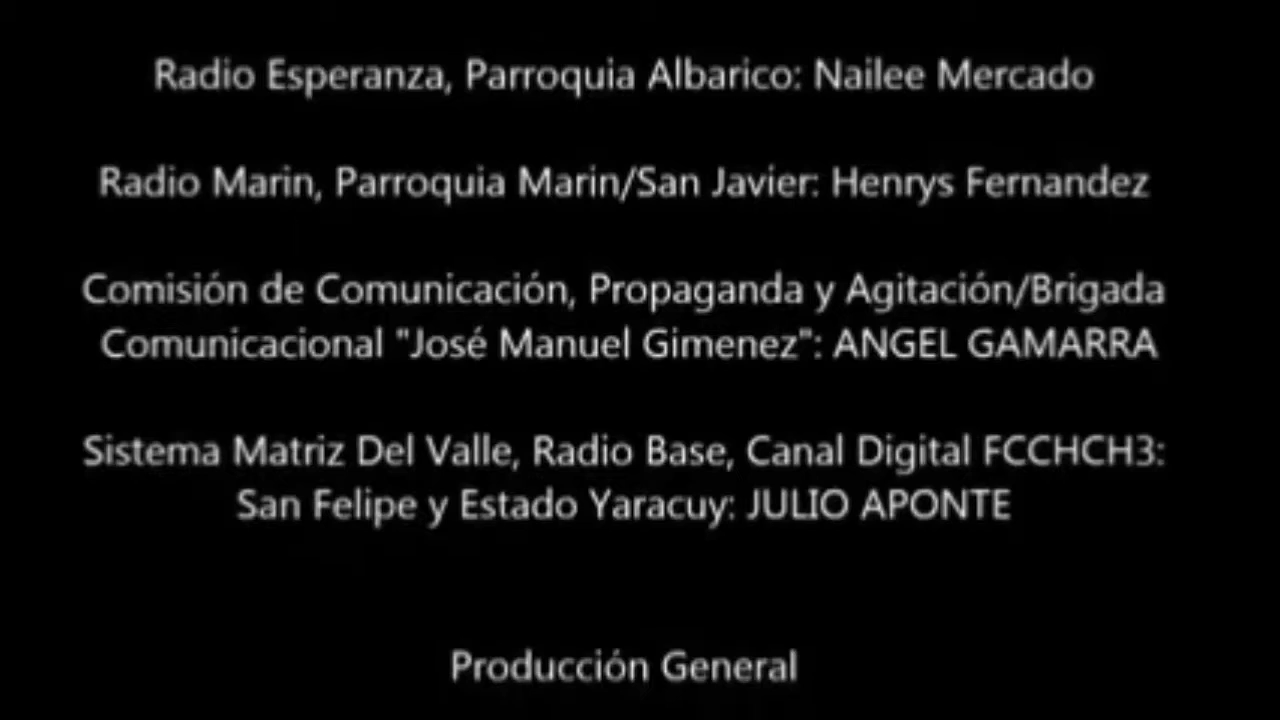 Radio Esperanza, Parroquia Albarico: Nailee Mercado
Radio Marin, Parroquia Marin/San Javier: Henrys Fernandez
Comisión de Comunicación, Propaganda y Agitación/Brigada
Comunicacional "José Manuel Gimenez": ANGEL GAMARRA
Sistema Matriz Del Valle, Radio Base, Canal Digital FCCHCH3:
San Felipe y Estado Yaracuy: JULIO APONTE
Producción General